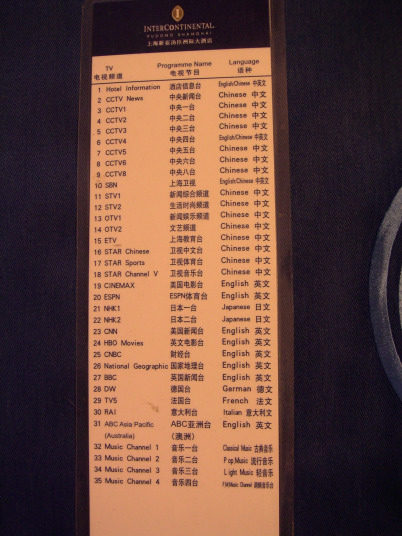 INTERCONTINENTAL
PUDONG SHANGHAI
上海新亚汤臣洲际大酒店
TV Programme Name Language
电视频道 电视节目 语种
1 Hotel Information 酒店信息台 English/Chinese 中英文
2 CCTV News 中央新闻台 Chinese 中文
3 CCTV1 中央一台 Chinese 中文
4 CCTV2 中央二台 Chinese 中文
5 CCTV3 中央三台 Chinese 中文
6 CCTV4 中央四台 English/Chinese 中英文
7 CCTV5 中央五台 Chinese 中文
8 CCTV6 中央六台 Chinese 中文
9 CCTV8 中央八台 Chinese 中文
10 SBN 上海卫视 English/Chinese 中英文
11 STV1 新闻综合频道 Chinese 中文
12 STV2 生活时尚频道 Chinese 中文
13 OTV1 新闻娱乐频道 Chinese 中文
14 OTV2 文艺频道 Chinese 中文
15 ETV 上海教育台 Chinese 中文
16 STAR Chinese 卫视中文台 Chinese 中文
17 STAR Sports 卫视体育台 Chinese 中文
18 STAR Channel V 卫视音乐台 Chinese 中文
19 CINEMAX 美国电影台 English 英文
20 ESPN ESPN体育台 English 英文
21 NHK1 日本一台 Japanese 日文
22 NHK2 日本二台 Japanese 日文
23 CNN 美国新闻台 English 英文
24 HBO Movies 英文电影台 English 英文
25 CNBC 财经台 English 英文
26 National Geographic 国家地理台 English 英文
27 BBC 英国新闻台 English 英文
28 DW 德国台 German 德文
29 TV5 法国台 French 法文
30 RAI 意大利台 Italian 意大利文
31 ABC Asia Pacific ABC亚洲台 English 英文
(Australia) (澳洲)
32 Music Channel 1 音乐一台 Classical Music 古典音乐
33 Music Channel 2 音乐二台 Pop Music 流行音乐
34 Music Channel 3 音乐三台 Light Music 轻音乐
35 Music Channel 4 音乐四台 FM Music Channel 调频音乐台